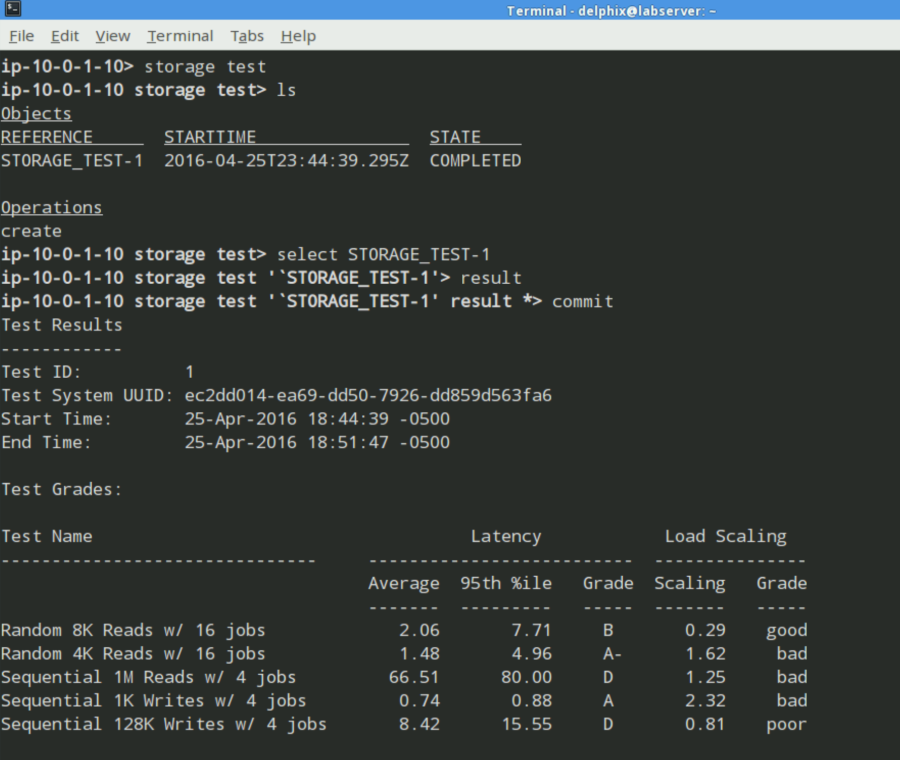 Terminal - delphix@labserver: ~
File Edit View Terminal Tabs Help
ip-10-0-1-10> storage test
ip-10-0-1-10 storage test> ls
Objects
REFERENCE STARTTIME STATE
STORAGE_TEST-1 2016-04-25T23:44:39.295Z COMPLETED
Operations
create
ip-10-0-1-10 storage test> select STORAGE_TEST-1
ip-10-0-1-10 storage test '`STORAGE_TEST-1'> result
ip-10-0-1-10 storage test '`STORAGE_TEST-1' result *> commit
Test Results
------------
Test ID: 1
Test System UUID: ec2dd014-ea69-dd50-7926-dd859d563fa6
Start Time: 25-Apr-2016 18:44:39 -0500
End Time: 25-Apr-2016 18:51:47 -0500
Test Grades:
Test Name Latency Load Scaling
------------------------------- -------------------------- ---------------
Average 95th %ile Grade Scaling Grade
------- --------- ----- ------- -----
Random 8K Reads w/ 16 jobs 2.06 7.71 B 0.29 good
Random 4K Reads w/ 16 jobs 1.48 4.96 A- 1.62 bad
Sequential 1M Reads w/ 4 jobs 66.51 80.00 D 1.25 bad
Sequential 1K Writes w/ 4 jobs 0.74 0.88 A 2.32 bad
Sequential 128K Writes w/ 4 jobs 8.42 15.55 D 0.81 poor